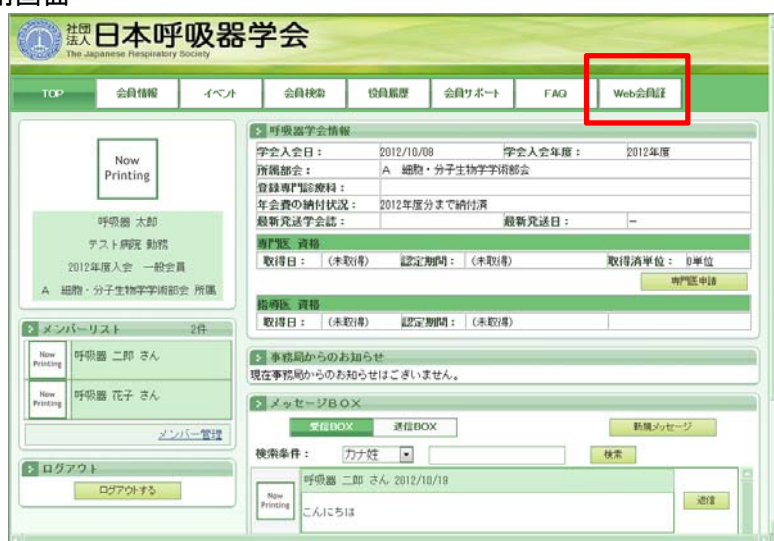 社団法人日本呼吸器学会
The Japanese Respiratory Society
TOP 会員情報 イベント 会員検索 役員履歴 会員サポート FAQ Web会員証
Now Printing
呼吸器 太郎
テスト病院 勤務
2012年度入会 一般会員
A 細胞・分子生物学学術部会 所属
メンバーリスト 2件
Now Printing
呼吸器 二郎 さん
Now Printing
呼吸器 花子 さん
メンバー管理
ログアウト
ログアウトする
呼吸器学会情報
学会入会日: 2012/10/09 学会入会年度: 2012年度
所属部会: A 細胞・分子生物学学術部会
登録専門診療科:
年会費の納付状況: 2012年度分まで納付済
最新発送学会誌: 最新発送日: −
専門医 資格
取得日: (未取得) 認定期間: (未取得) 取得済単位: 0単位
専門医申請
指導医 資格
取得日: (未取得) 認定期間: (未取得)
事務局からのお知らせ
現在事務局からのお知らせはございません。
メッセージBOX
受信BOX 送信BOX 新規メッセージ
検索条件: カナ姓 検索
Now Printing
呼吸器 二郎 さん 2012/10/19
こんにちは
返信